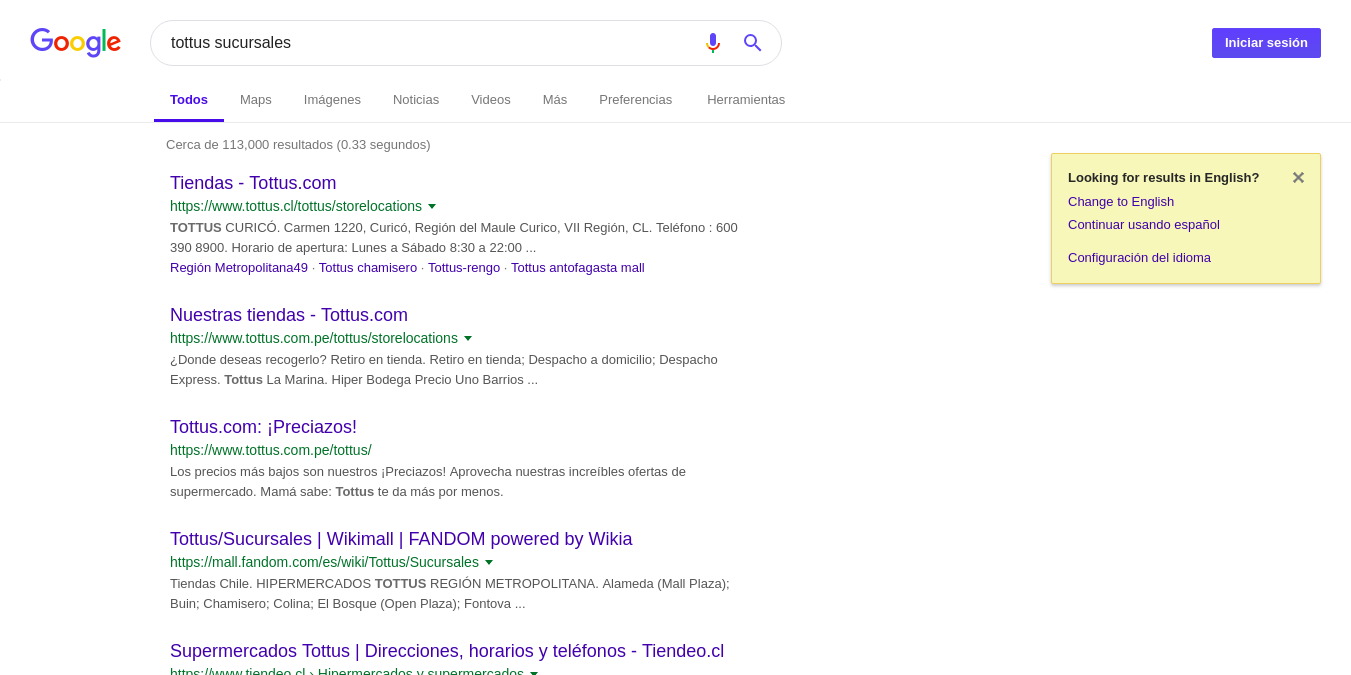 Google
tottus sucursales
Iniciar sesión
Todos Maps Imágenes Noticias Videos Más Preferencias Herramientas
Cerca de 113,000 resultados (0.33 segundos)
Tiendas - Tottus.com
https://www.tottus.cl/tottus/storelocations
TOTTUS CURICÓ. Carmen 1220, Curicó, Región del Maule Curico, VII Región, CL. Teléfono : 600
390 8900. Horario de apertura: Lunes a Sábado 8:30 a 22:00 ...
Región Metropolitana49 · Tottus chamisero · Tottus-rengo · Tottus antofagasta mall
Nuestras tiendas - Tottus.com
https://www.tottus.com.pe/tottus/storelocations
¿Donde deseas recogerlo? Retiro en tienda. Retiro en tienda; Despacho a domicilio; Despacho
Express. Tottus La Marina. Hiper Bodega Precio Uno Barrios ...
Tottus.com: ¡Preciazos!
https://www.tottus.com.pe/tottus/
Los precios más bajos son nuestros ¡Preciazos! Aprovecha nuestras increíbles ofertas de
supermercado. Mamá sabe: Tottus te da más por menos.
Tottus/Sucursales | Wikimall | FANDOM powered by Wikia
https://mall.fandom.com/es/wiki/Tottus/Sucursales
Tiendas Chile. HIPERMERCADOS TOTTUS REGIÓN METROPOLITANA. Alameda (Mall Plaza);
Buin; Chamisero; Colina; El Bosque (Open Plaza); Fontova ...
Supermercados Tottus | Direcciones, horarios y teléfonos - Tiendeo.cl
https://www.tiendeo.cl › Hipermercados y supermercados
Looking for results in English?
Change to English
Continuar usando español
Configuración del idioma